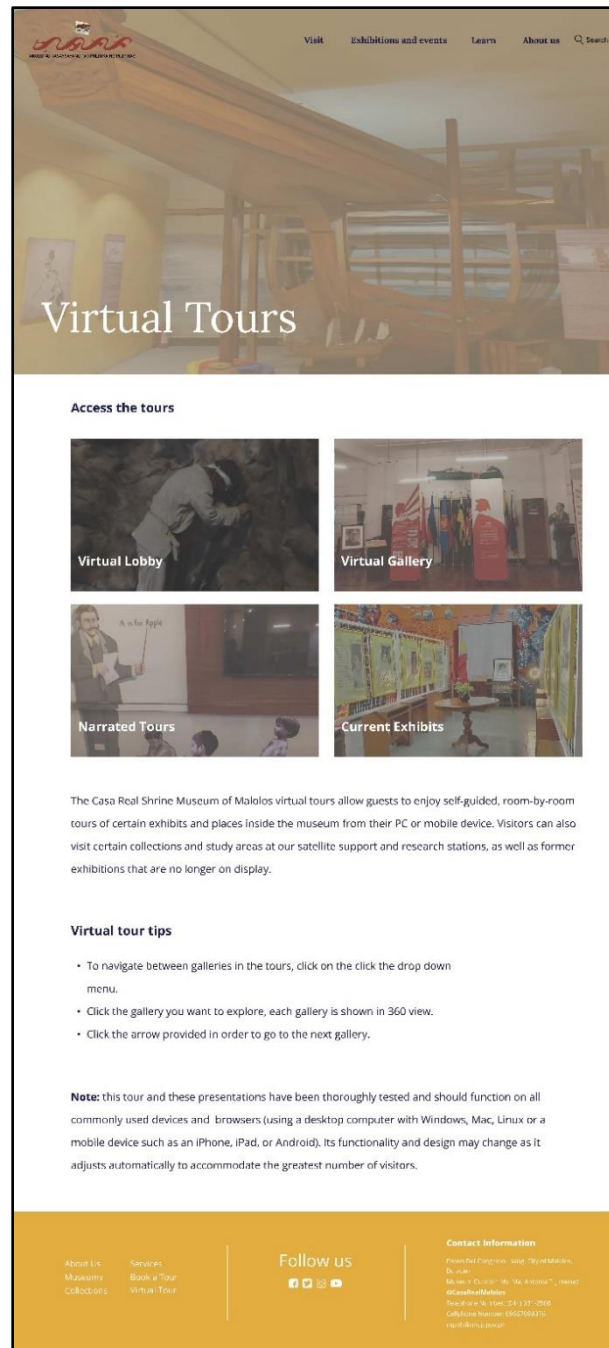 Visit Exhibitions and events Learn About us Search
Virtual Tours
Access the tours
Virtual Lobby
Virtual Gallery
A is for Apple
Narrated Tours
Current Exhibits
The Casa Real Shrine Museum of Malolos virtual tours allow guests to enjoy self-guided, room-by-room
tours of certain exhibits and places inside the museum from their PC or mobile device. Visitors can also
visit certain collections and study areas at our satellite support and research stations, as well as former
exhibitions that are no longer on display.
Virtual tour tips
• To navigate between galleries in the tours, click on the click the drop down
menu.
• Click the gallery you want to explore, each gallery is shown in 360 view.
• Click the arrow provided in order to go to the next gallery.
Note: this tour and these presentations have been thoroughly tested and should function on all
commonly used devices and browsers (using a desktop computer with Windows, Mac, Linux or a
mobile device such as an iPhone, iPad, or Android). Its functionality and design may change as it
adjusts automatically to accommodate the greatest number of visitors.
About Us
Museums
Collections
Services
Book a Tour
Virtual Tour
Follow us
Contact Information
City of Malolos,
Museum Curator:
@CasaRealMalolos
Telephone Number:
Cellphone Number: